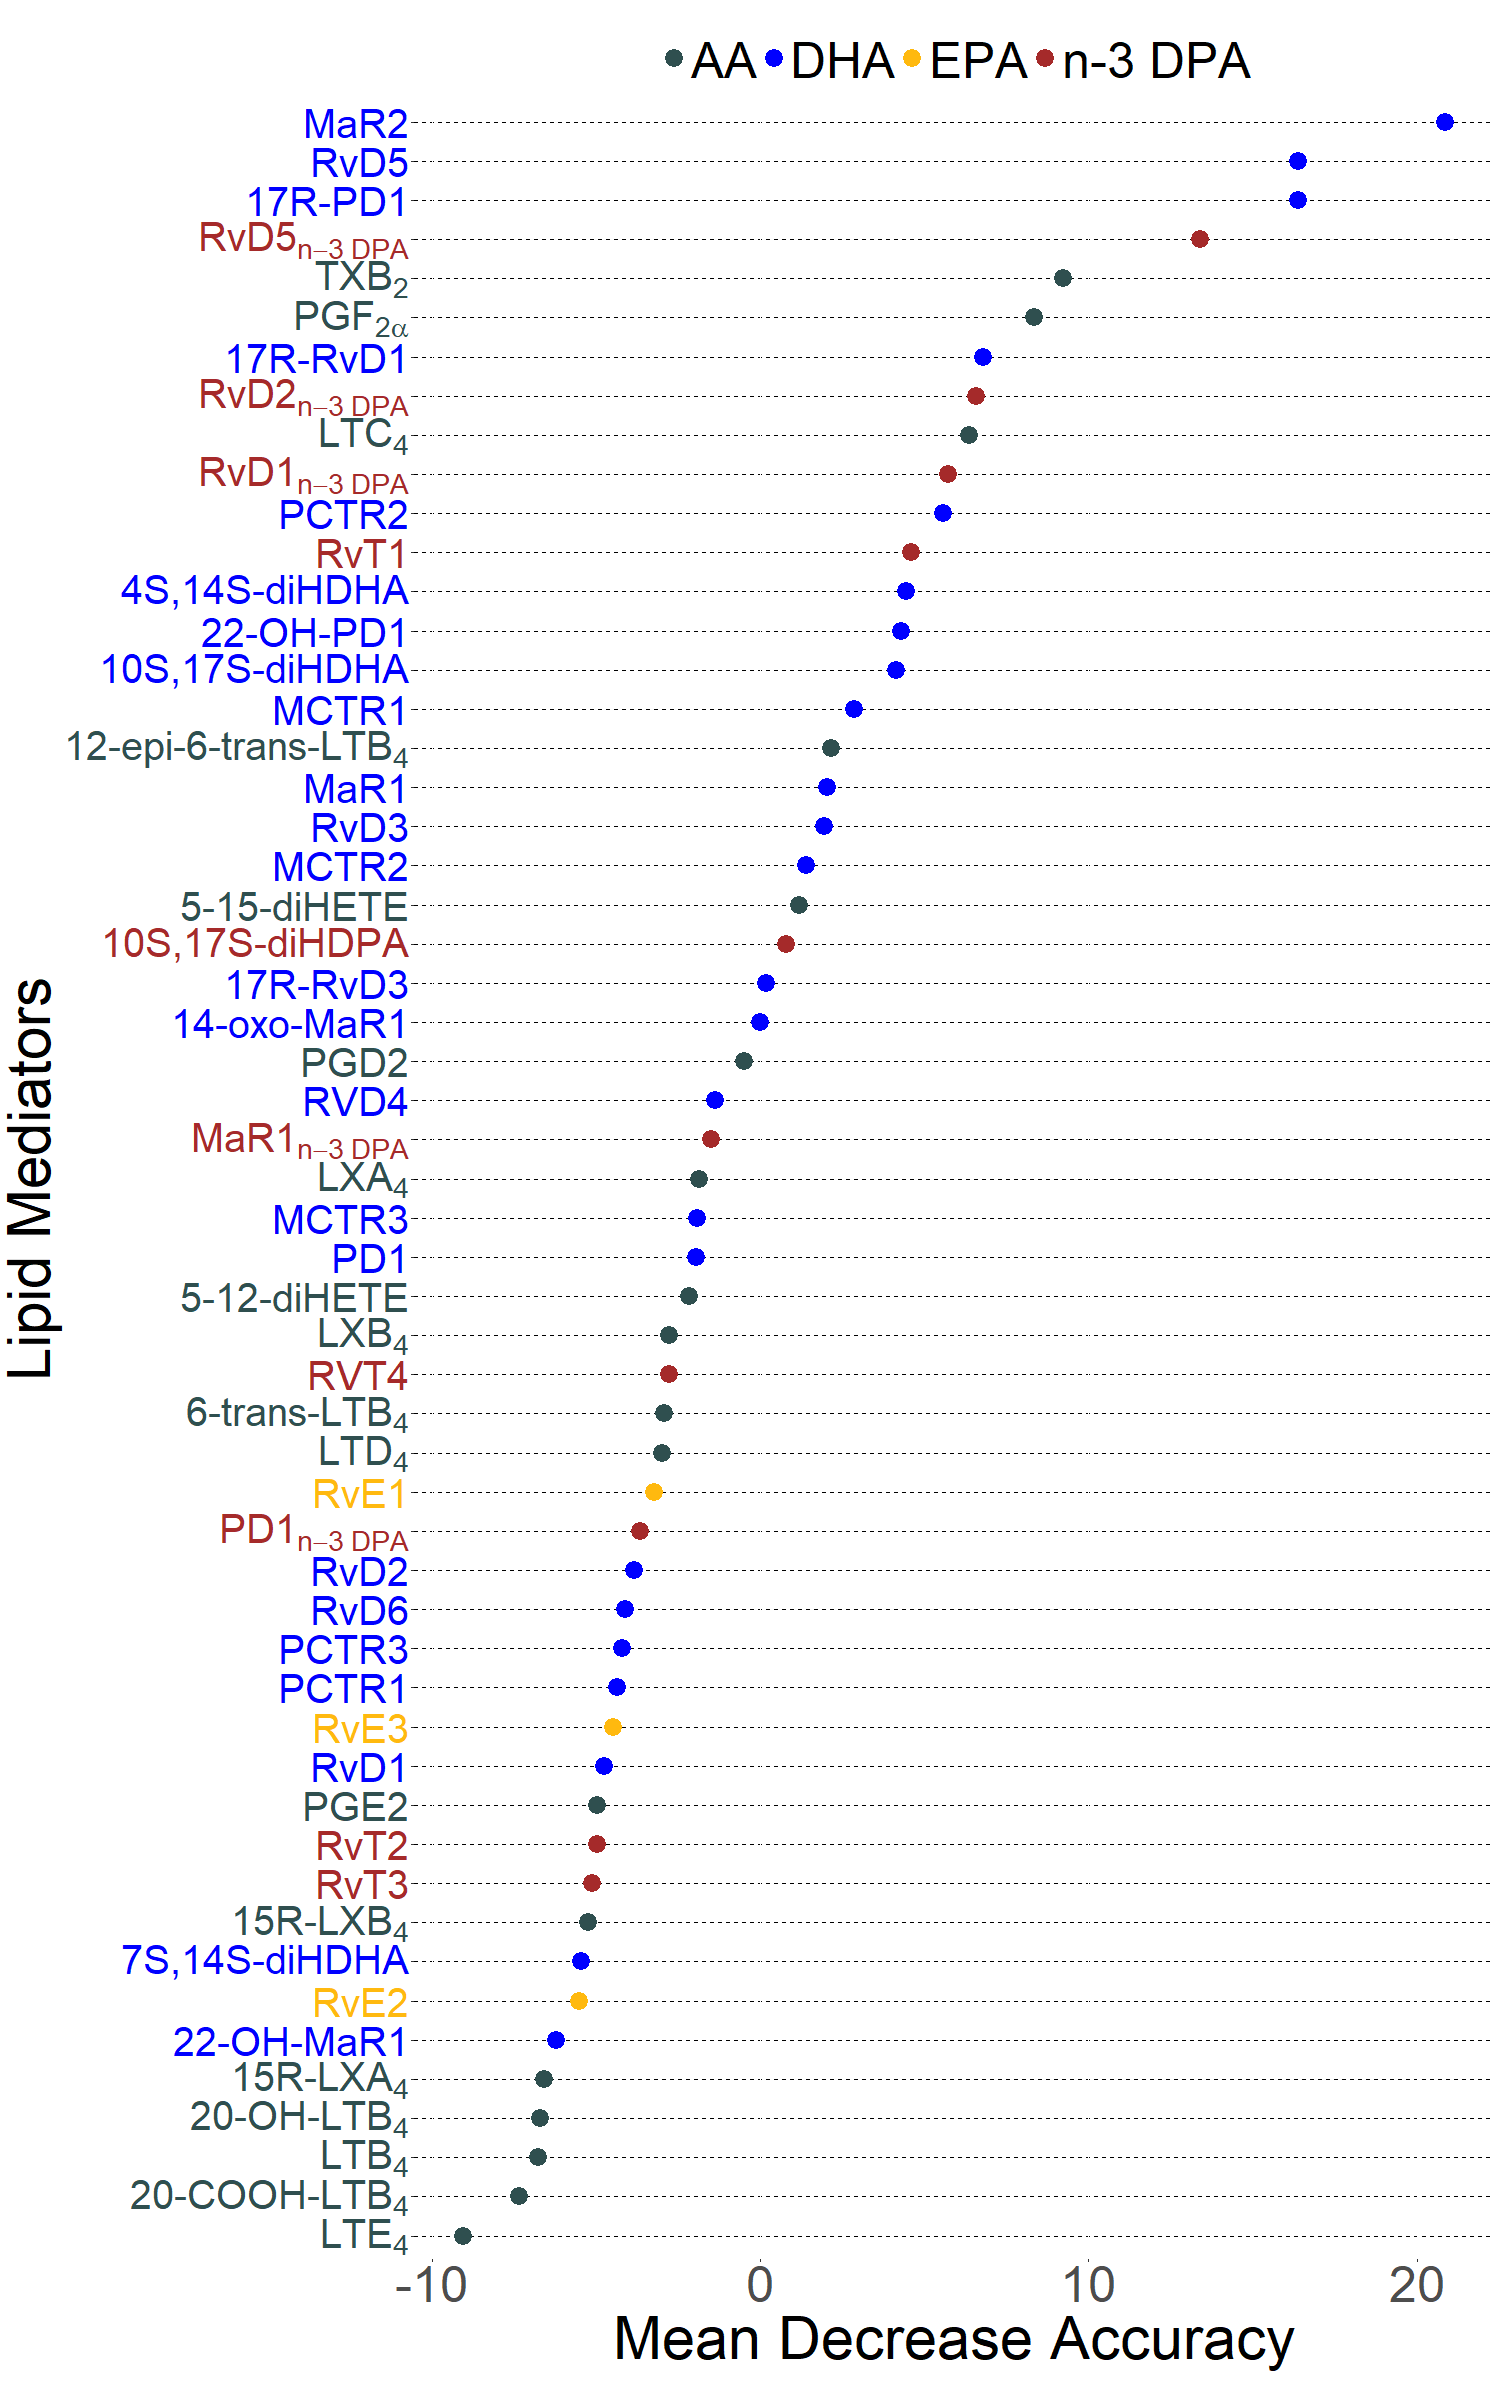 AA DHA EPA n-3 DPA
MaR2
RvD5
17R-PD1
RvD5n−3 DPA
TXB2
PGF2α
17R-RvD1
RvD2n−3 DPA
LTC4
RvD1n−3 DPA
PCTR2
RvT1
4S,14S-diHDHA
22-OH-PD1
10S,17S-diHDHA
MCTR1
12-epi-6-trans-LTB4
MaR1
RvD3
MCTR2
5-15-diHETE
10S,17S-diHDPA
17R-RvD3
14-oxo-MaR1
PGD2
RVD4
MaR1n−3 DPA
LXA4
MCTR3
PD1
5-12-diHETE
LXB4
RVT4
6-trans-LTB4
LTD4
RvE1
PD1n−3 DPA
RvD2
RvD6
PCTR3
PCTR1
RvE3
RvD1
PGE2
RvT2
RvT3
15R-LXB4
7S,14S-diHDHA
RvE2
22-OH-MaR1
15R-LXA4
20-OH-LTB4
LTB4
20-COOH-LTB4
LTE4
Lipid Mediators
-10 0 10 20
Mean Decrease Accuracy